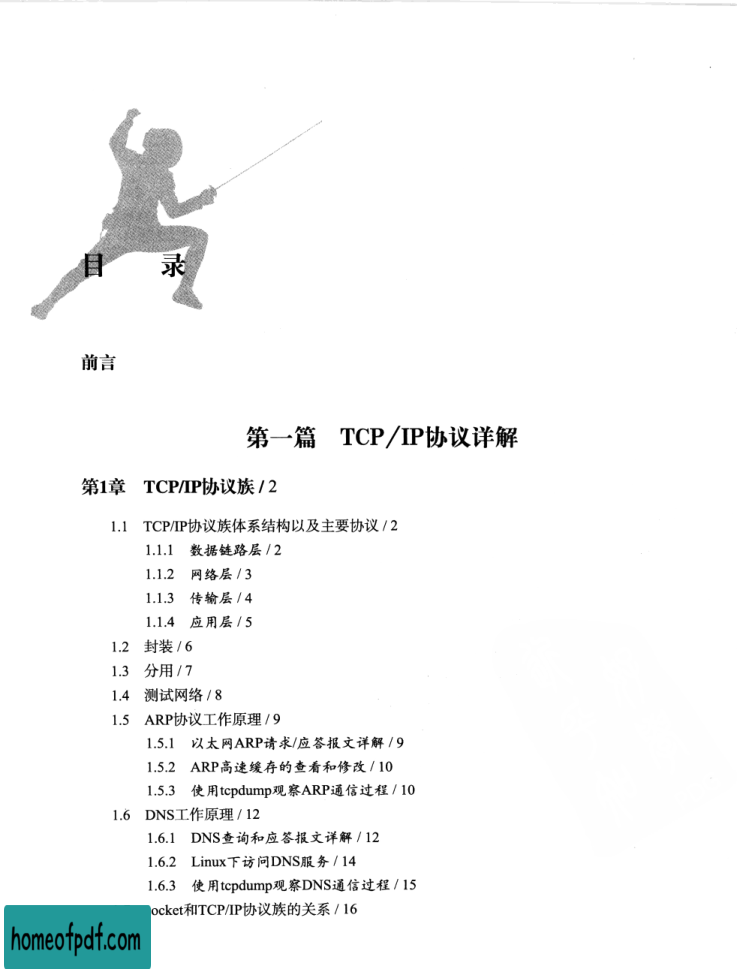 目 录
前言
第一篇 TCP/IP协议详解
第1章 TCP/IP协议族 / 2
1.1 TCP/IP协议族体系结构以及主要协议 / 2
1.1.1 数据链路层 / 2
1.1.2 网络层 / 3
1.1.3 传输层 / 4
1.1.4 应用层 / 5
1.2 封装 / 6
1.3 分用 / 7
1.4 测试网络 / 8
1.5 ARP协议工作原理 / 9
1.5.1 以太网ARP请求/应答报文详解 / 9
1.5.2 ARP高速缓存的查看和修改 / 10
1.5.3 使用tcpdump观察ARP通信过程 / 10
1.6 DNS工作原理 / 12
1.6.1 DNS查询和应答报文详解 / 12
1.6.2 Linux下访问DNS服务 / 14
1.6.3 使用tcpdump观察DNS通信过程 / 15
ocket和TCP/IP协议族的关系 / 16
homeofpdf.com